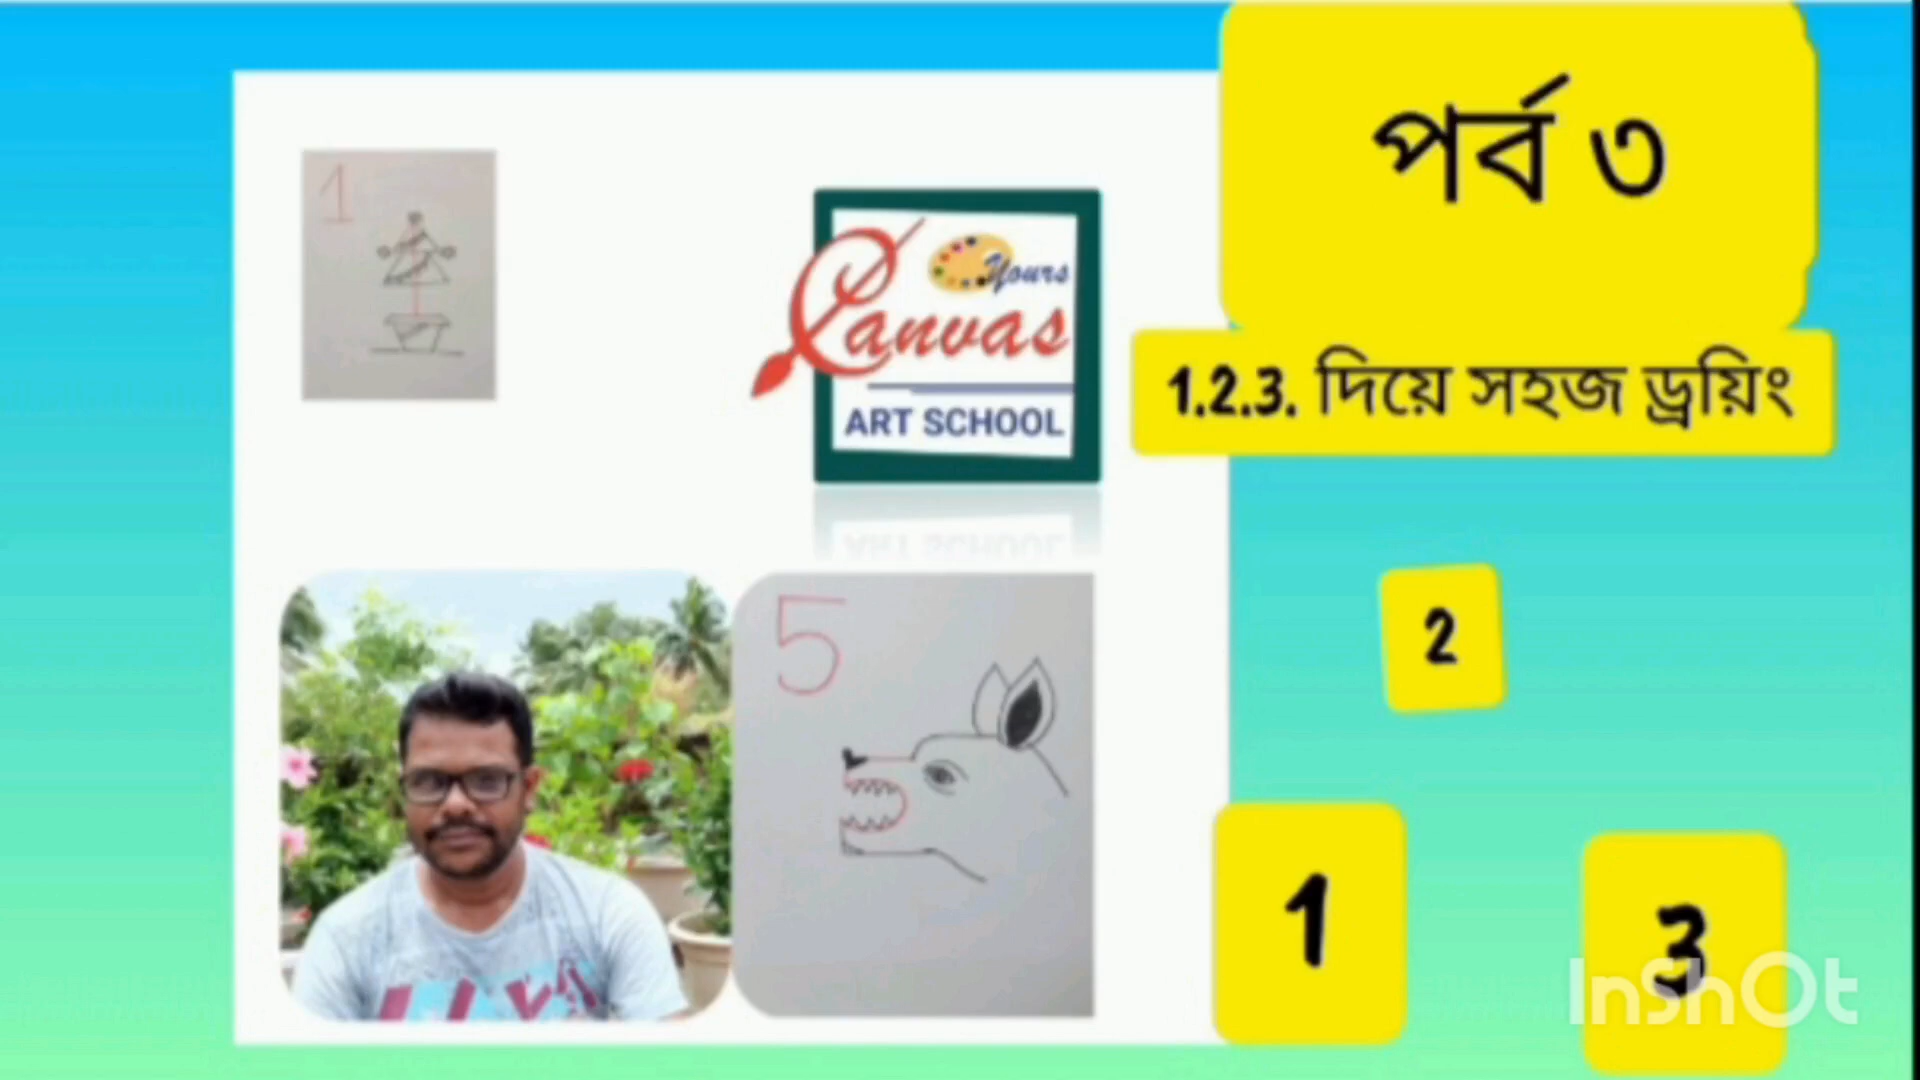 পর্ব ৩
1
Yours
Canvas
ART SCHOOL
1.2.3. দিয়ে সহজ ড্রয়িং
5
2
1
3
InShOt